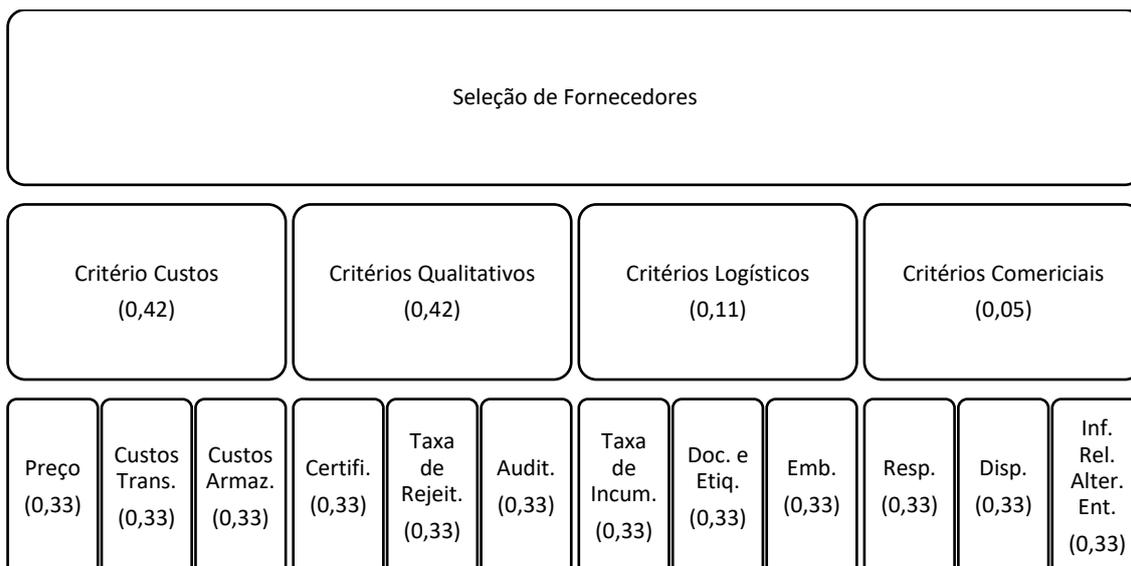 Seleção de Fornecedores
Critério Custos
(0,42)
Critérios Qualitativos
(0,42)
Critérios Logísticos
(0,11)
Critérios Comericiais
(0,05)
Preço
(0,33)
Custos
Trans.
(0,33)
Custos
Armaz.
(0,33)
Certifi.
(0,33)
Taxa
de
Rejeit.
(0,33)
Audit.
(0,33)
Taxa
de
Incum.
(0,33)
Doc. e
Etiq.
(0,33)
Emb.
(0,33)
Resp.
(0,33)
Disp.
(0,33)
Inf.
Rel.
Alter.
Ent.
(0,33)